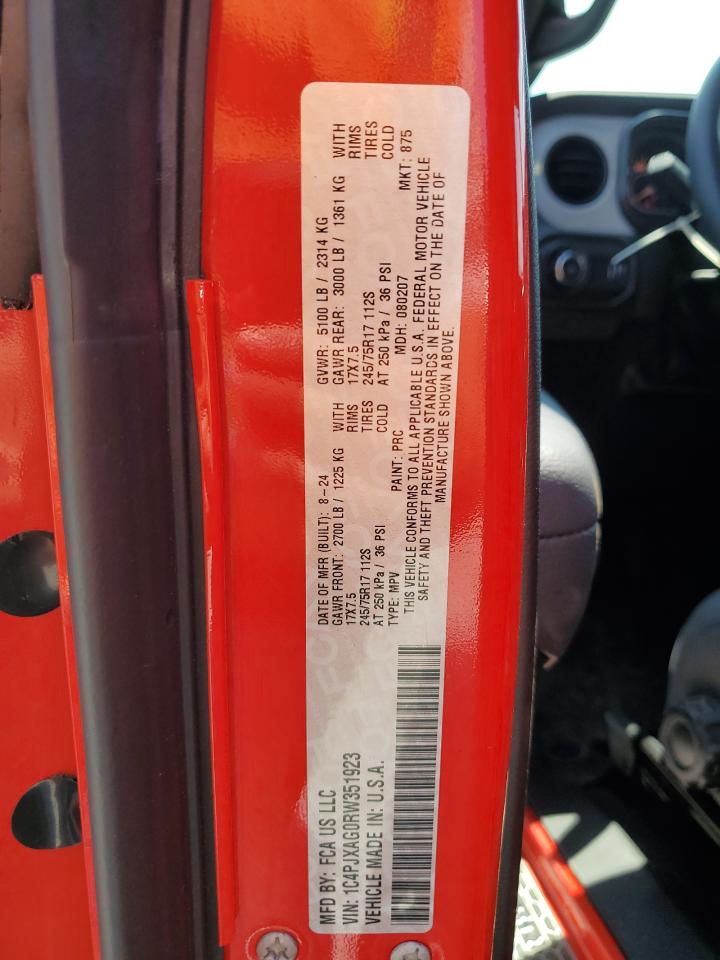 MFD BY: FCA US LLC
VIN: 1C4PJXAG0RW351923
VEHICLE MADE IN: U.S.A.
DATE OF MFR (BUILT): 8-24 GVWR: 5100 LB / 2314 KG
GAWR FRONT: 2700 LB / 1225 KG WITH GAWR REAR: 3000 LB / 1361 KG WITH
17X7.5 RIMS 17X7.5 RIMS
245/75R17 112S TIRES 245/75R17 112S TIRES
AT 250 kPa / 36 PSI COLD AT 250 kPa / 36 PSI COLD
TYPE: MPV PAINT: PRC MDH: 080207 MKT: 875
THIS VEHICLE CONFORMS TO ALL APPLICABLE U.S.A. FEDERAL MOTOR VEHICLE
SAFETY AND THEFT PREVENTION STANDARDS IN EFFECT ON THE DATE OF
MANUFACTURE SHOWN ABOVE.